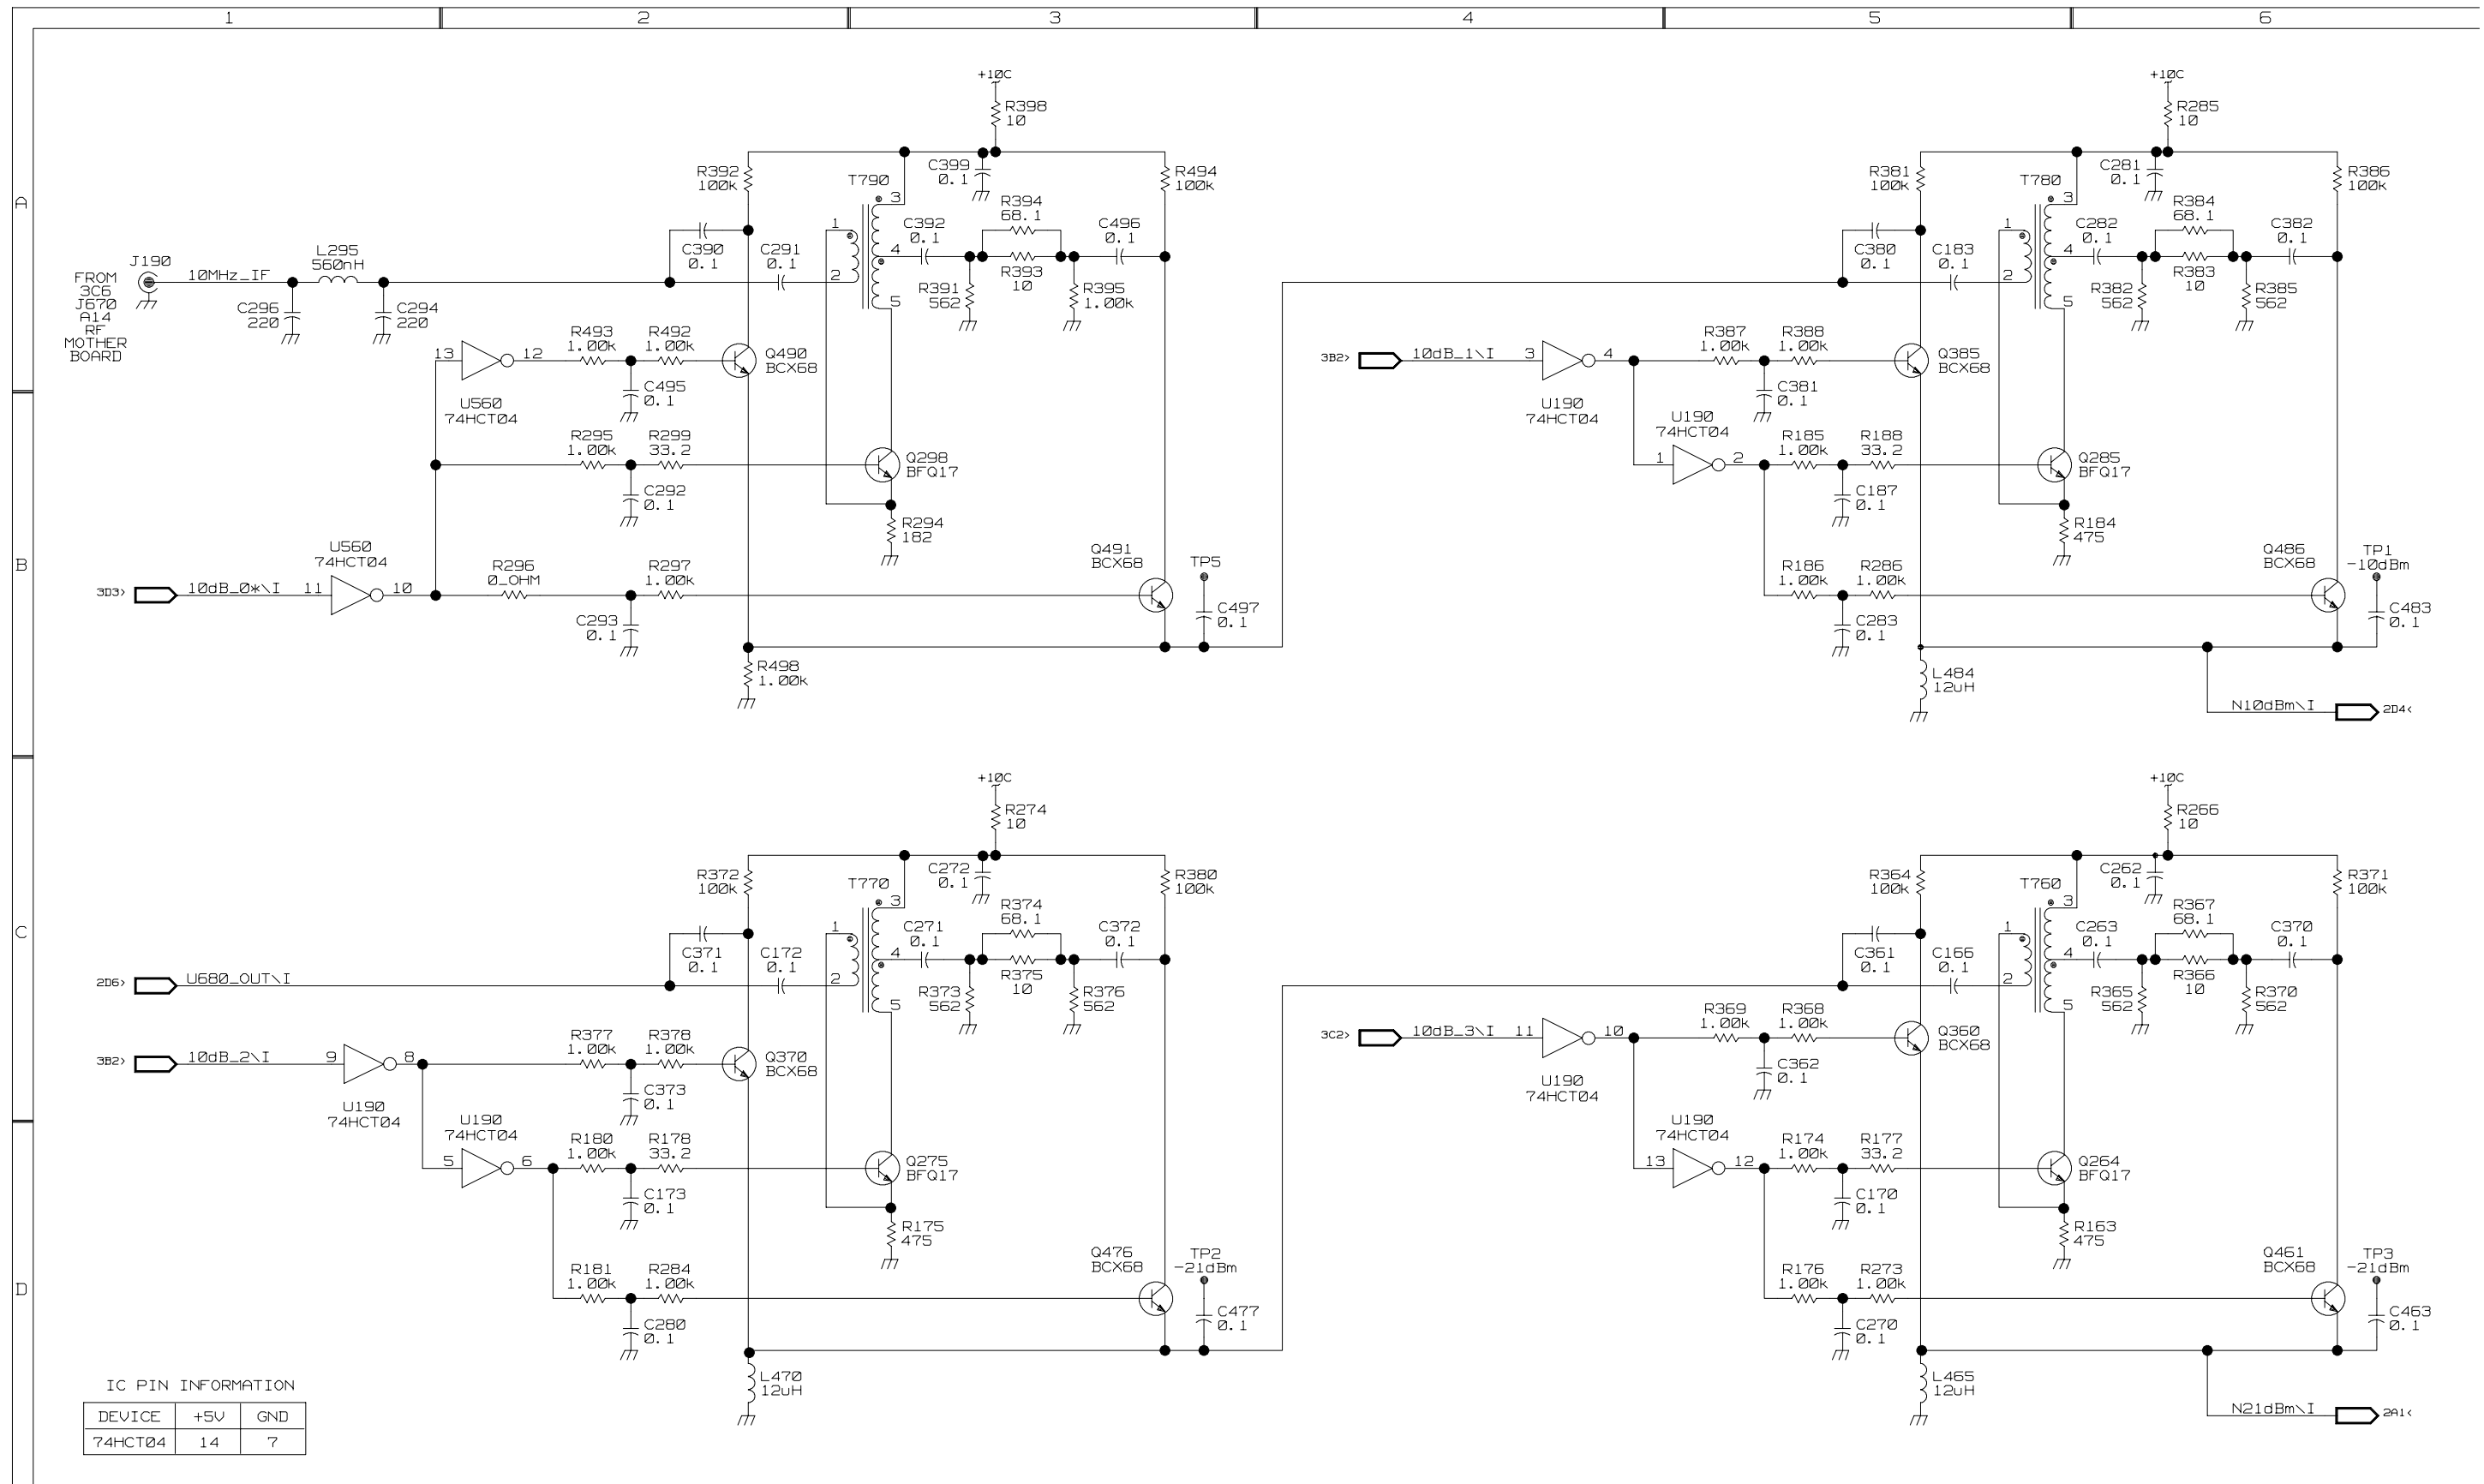 1 2 3 4 5 6
A
B
C
D
+10C
R398
10
R392
100k
C399
0.1
R494
100k
T790
3
R394
68.1
1
C390
0.1
C291
0.1
C392
0.1
C496
0.1
4
R393
10
2
R391
562
R395
1.00k
5
J190
FROM
3C6
J670
A14
RF
MOTHER
BOARD
10MHz_IF
L295
560nH
C296
220
C294
220
13
12
U560
74HCT04
R493
1.00k
R492
1.00k
C495
0.1
Q490
BCX68
R295
1.00k
R299
33.2
C292
0.1
Q298
BFQ17
R294
182
3D3>
10dB_0*\I
11
U560
74HCT04
10
R296
0_OHM
R297
1.00k
C293
0.1
Q491
BCX68
TP5
C497
0.1
R498
1.00k
+10C
R285
10
R381
100k
C281
0.1
R386
100k
T780
3
R384
68.1
1
C380
0.1
C183
0.1
C282
0.1
C382
0.1
4
R383
10
2
R382
562
R385
562
5
3B2>
10dB_1\I
3
4
U190
74HCT04
R387
1.00k
R388
1.00k
C381
0.1
Q385
BCX68
U190
74HCT04
1
2
R185
1.00k
R188
33.2
C187
0.1
Q285
BFQ17
R184
475
R186
1.00k
R286
1.00k
C283
0.1
Q486
BCX68
TP1
-10dBm
C483
0.1
L484
12uH
N10dBm\I
2D4<
+10C
R274
10
R372
100k
C272
0.1
R380
100k
T770
3
R374
68.1
1
C371
0.1
C172
0.1
C271
0.1
C372
0.1
4
R375
10
2
R373
562
R376
562
5
2D6>
U680_OUT\I
3B2>
10dB_2\I
9
8
U190
74HCT04
R377
1.00k
R378
1.00k
C373
0.1
Q370
BCX68
U190
74HCT04
5
6
R180
1.00k
R178
33.2
C173
0.1
Q275
BFQ17
R175
475
R181
1.00k
R284
1.00k
C280
0.1
Q476
BCX68
TP2
-21dBm
C477
0.1
L470
12uH
+10C
R266
10
R364
100k
C262
0.1
R371
100k
T760
3
R367
68.1
1
C361
0.1
C166
0.1
C263
0.1
C370
0.1
4
R366
10
2
R365
562
R370
562
5
3C2>
10dB_3\I
11
10
U190
74HCT04
R369
1.00k
R368
1.00k
C362
0.1
Q360
BCX68
U190
74HCT04
13
12
R174
1.00k
R177
33.2
C170
0.1
Q264
BFQ17
R163
475
R176
1.00k
R273
1.00k
C270
0.1
Q461
BCX68
TP3
-21dBm
C463
0.1
L465
12uH
N21dBm\I
2A1<
IC PIN INFORMATION
DEVICE +5V GND
74HCT04 14 7